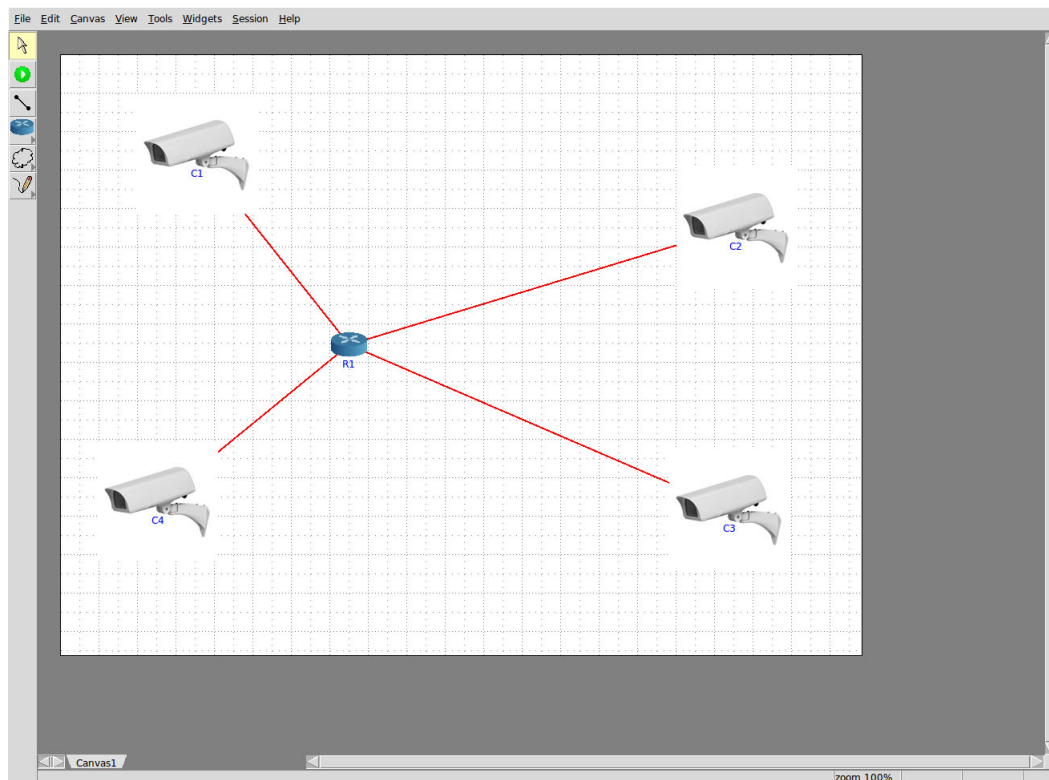 File Edit Canvas View Tools Widgets Session Help
C1
C2
R1
C4
C3
Canvas1
zoom 100%